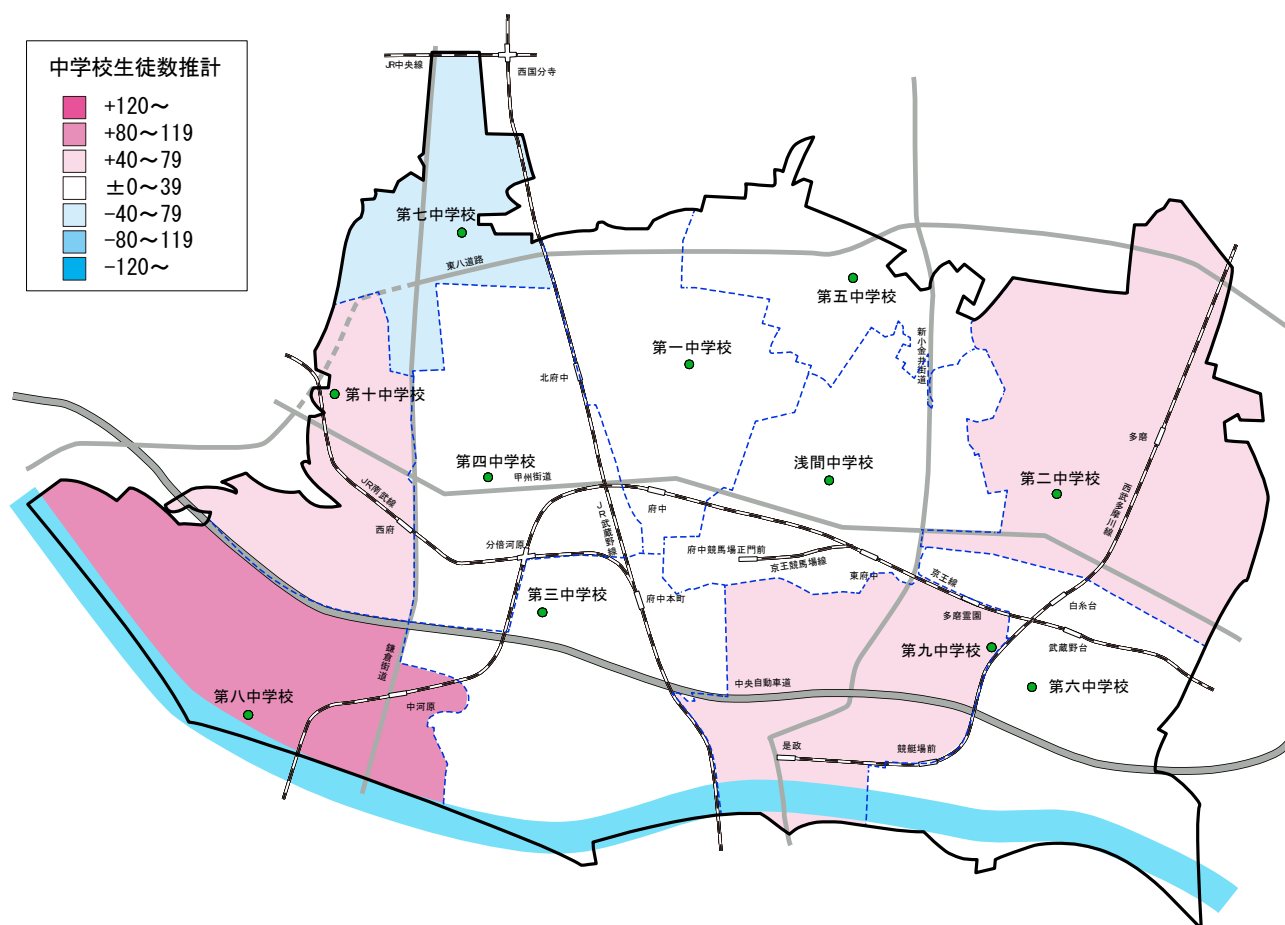 中学校生徒数推計
+120～
+80～119
+40～79
±0～39
-40～79
-80～119
-120～
JR中央線
西国分寺
第七中学校
東八道路
第五中学校
第一中学校
新小金井街道
北府中
第十中学校
多磨
第四中学校
甲州街道
浅間中学校
第二中学校
JR南武線
西府
府中
西武多摩川線
JR武蔵野線
分倍河原
府中競馬場正門前
京王競馬場線
東府中
京王線
第三中学校
府中本町
多磨霊園
白糸台
武蔵野台
第九中学校
鎌倉街道
中央自動車道
第六中学校
第八中学校
中河原
是政
競艇場前